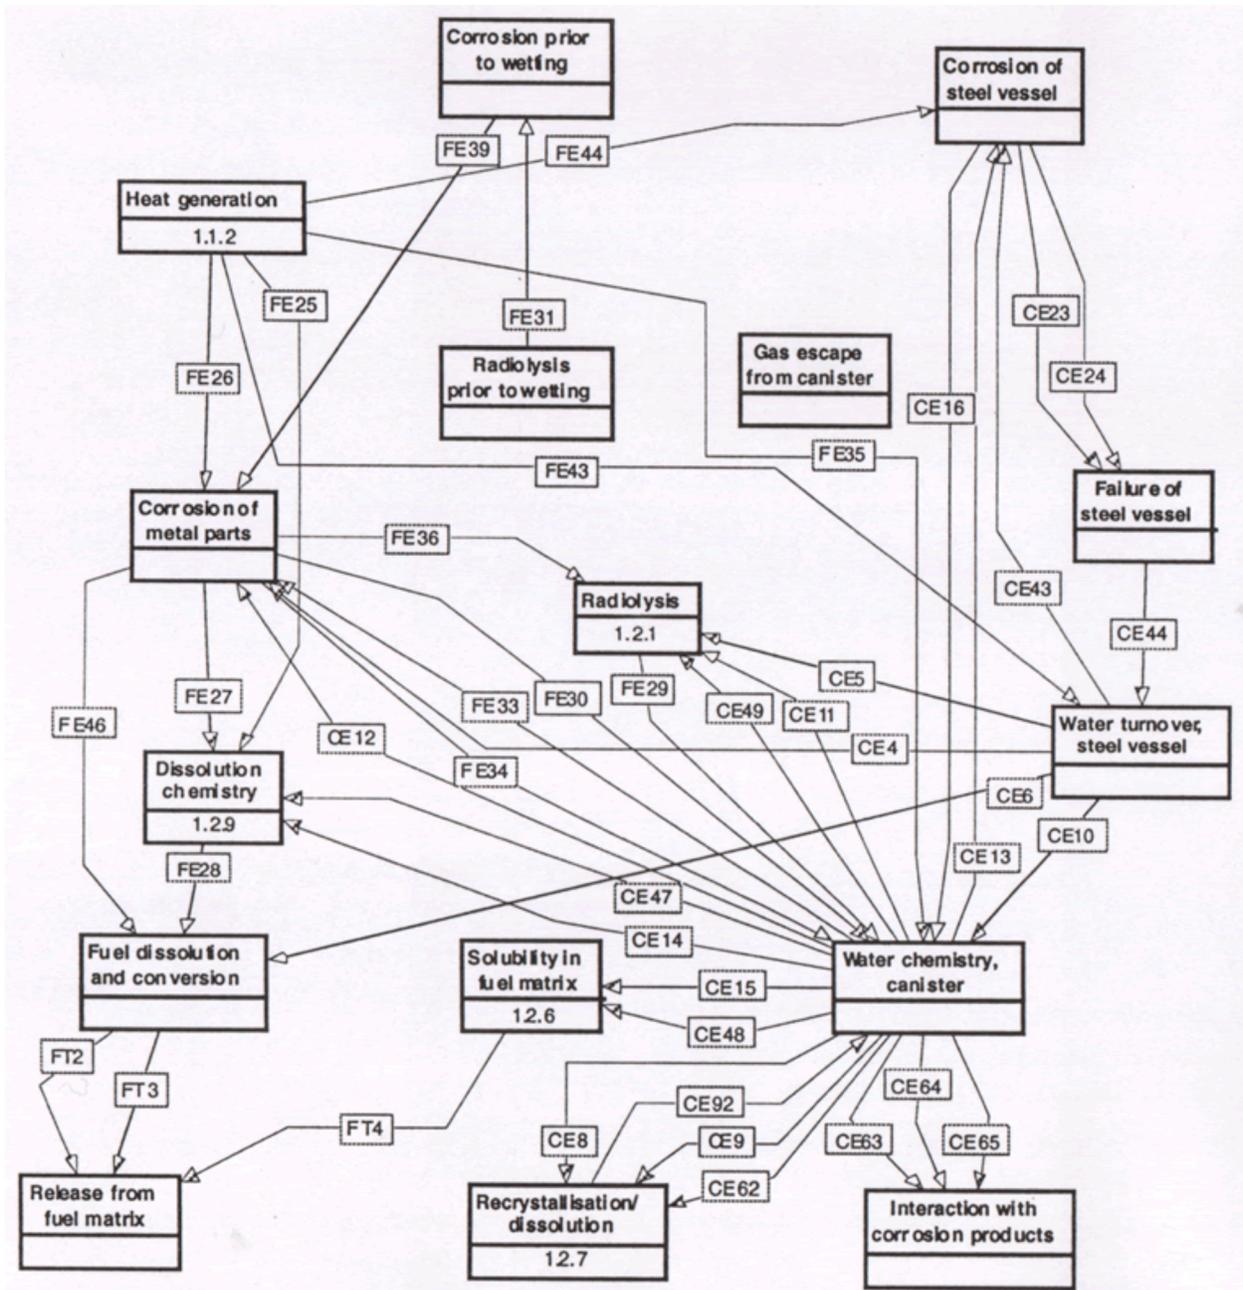 Corrosion prior
to wetting
Corrosion of
steel vessel
FE39
FE44
Heat generation
1.1.2
FE25
FE31
CE23
Radiolysis
prior to wetting
Gas escape
from canister
FE26
CE24
CE16
FE35
FE43
Failure of
steel vessel
Corrosion of
metal parts
FE36
Radiolysis
1.2.1
CE43
CE44
CE5
FE27
FE33
FE30
FE29
CE49
CE11
FE46
CE12
CE4
Water turnover,
steel vessel
FE34
Dissolution
chemistry
1.2.9
CE6
CE10
FE28
CE13
CE47
CE14
Fuel dissolution
and conversion
Solubility in
fuel matrix
1.2.6
CE15
CE48
Water chemistry,
canister
FT2
FT3
CE64
CE92
FT4
CE8
CE9
CE63
CE65
CE62
Release from
fuel matrix
Recrystallisation/
dissolution
1.2.7
Interaction with
corrosion products